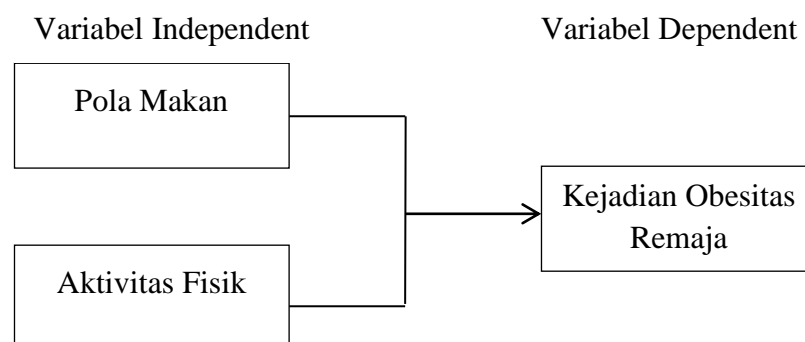 Variabel Independent
Variabel Dependent
Pola Makan
Kejadian Obesitas
Remaja
Aktivitas Fisik